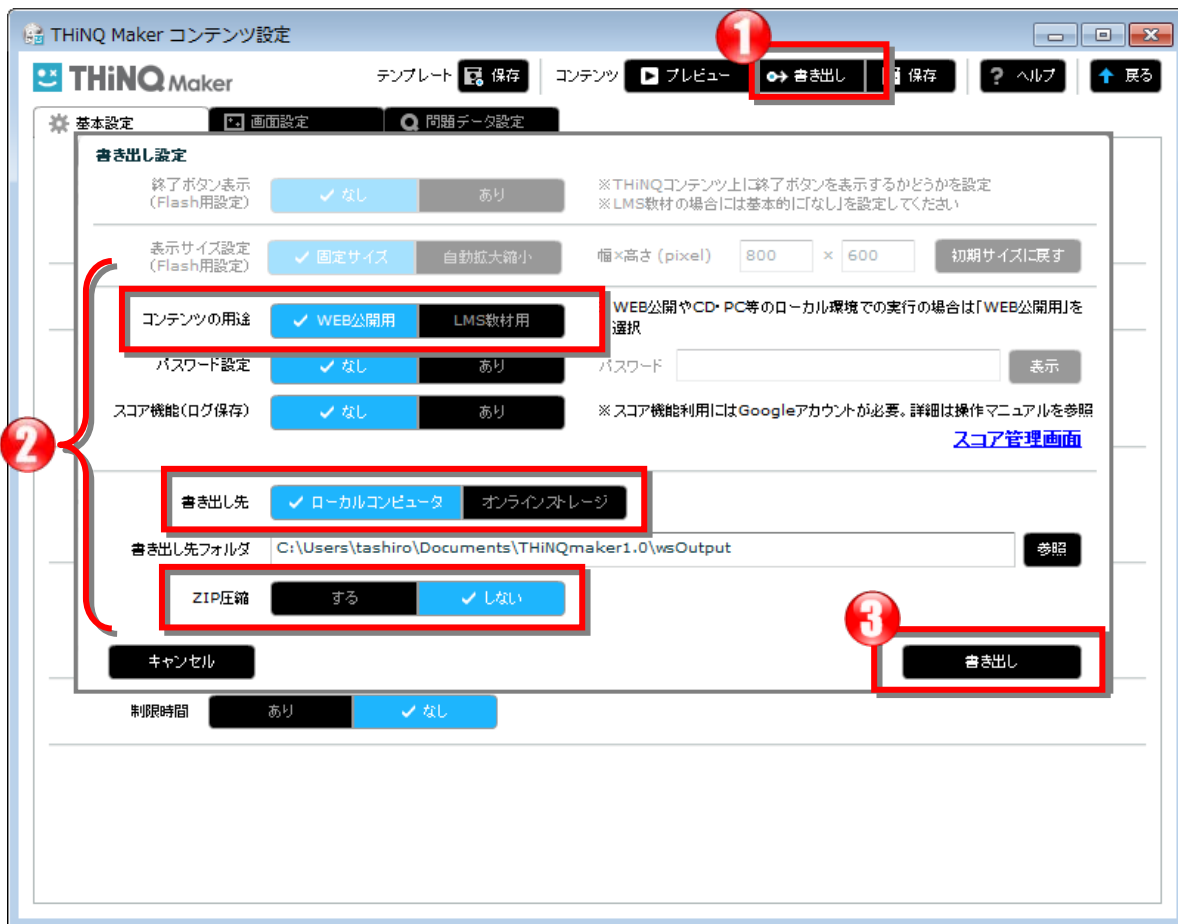 THiNQ Maker コンテンツ設定
1
THiNQ Maker
テンプレート 保存 コンテンツ プレビュー 書き出し 保存 ? ヘルプ 戻る
基本設定 画面設定 問題データ設定
書き出し設定
終了ボタン表示
(Flash用設定)
なし あり
※THiNQコンテンツ上に終了ボタンを表示するかどうかを設定
※LMS教材の場合には基本的に「なし」を設定してください
表示サイズ設定
(Flash用設定)
固定サイズ 自動拡大縮小 幅×高さ (pixel) 800 × 600 初期サイズに戻す
コンテンツの用途 WEB公開用 LMS教材用
WEB公開やCD・PC等のローカル環境での実行の場合は「WEB公開用」を
選択
パスワード設定 なし あり パスワード 表示
スコア機能(ログ保存) なし あり ※スコア機能利用にはGoogleアカウントが必要。詳細は操作マニュアルを参照
スコア管理画面
2
書き出し先 ローカルコンピュータ オンラインストレージ
書き出し先フォルダ C:\Users\tashiro\Documents\THiNQmaker1.0\wsOutput 参照
ZIP圧縮 する しない
3
キャンセル 書き出し
制限時間 あり なし